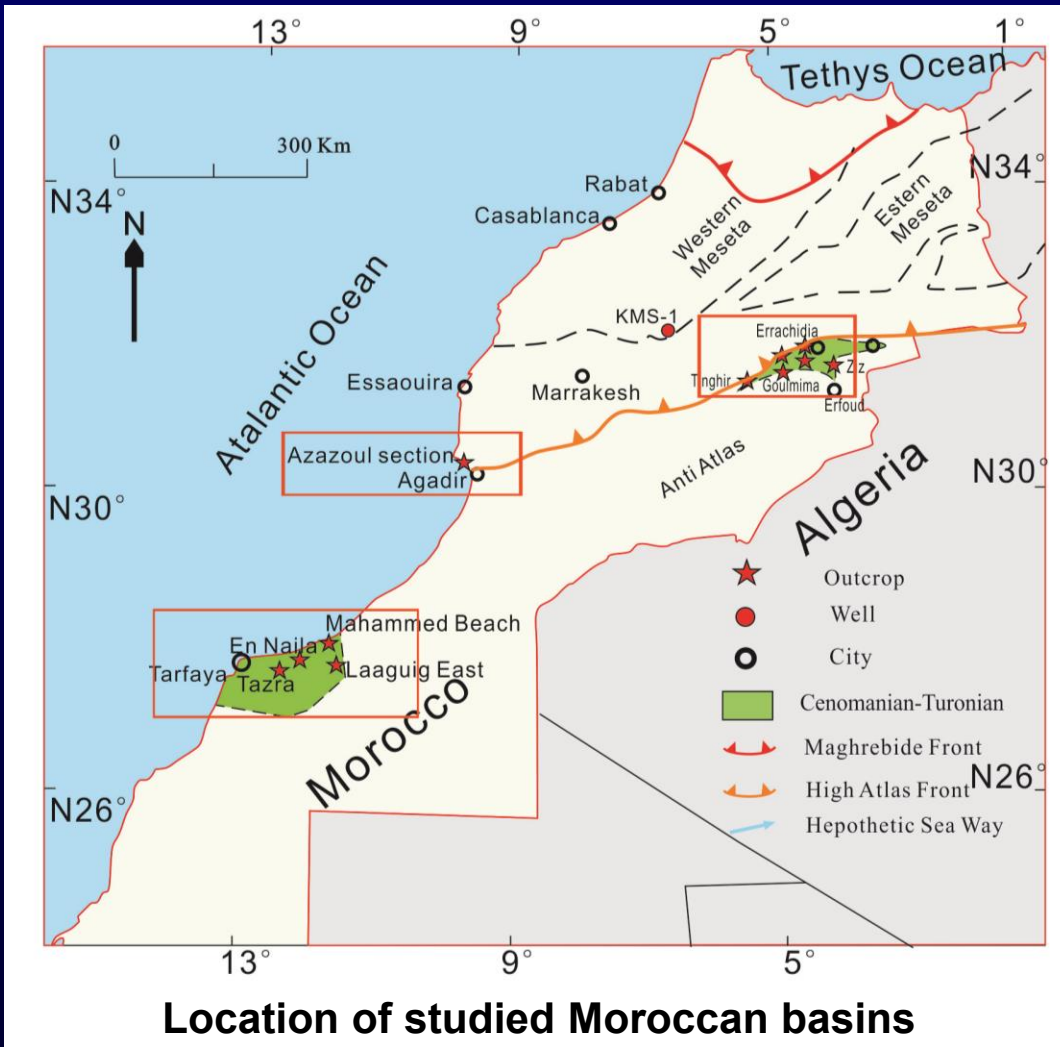 13° 9° 5° 1°
Tethys Ocean
0 300 Km
N34° N34°
N
Rabat
Casablanca
Western
Meseta
Estern
Meseta
Atalantic Ocean
KMS-1
Errachidia
Essaouira
Marrakesh
Tinghir
Goulmima
Ziz
Erfoud
Azazoul section
Agadir
Anti Atlas
N30° N30°
Algeria
Outcrop
Well
City
Cenomanian-Turonian
Maghrebide Front
High Atlas Front
Hepothetic Sea Way
Mahammed Beach
En Naila
Tarfaya
Tazra
Laaguig East
Morocco
N26° N26°
13° 9° 5°
Location of studied Moroccan basins